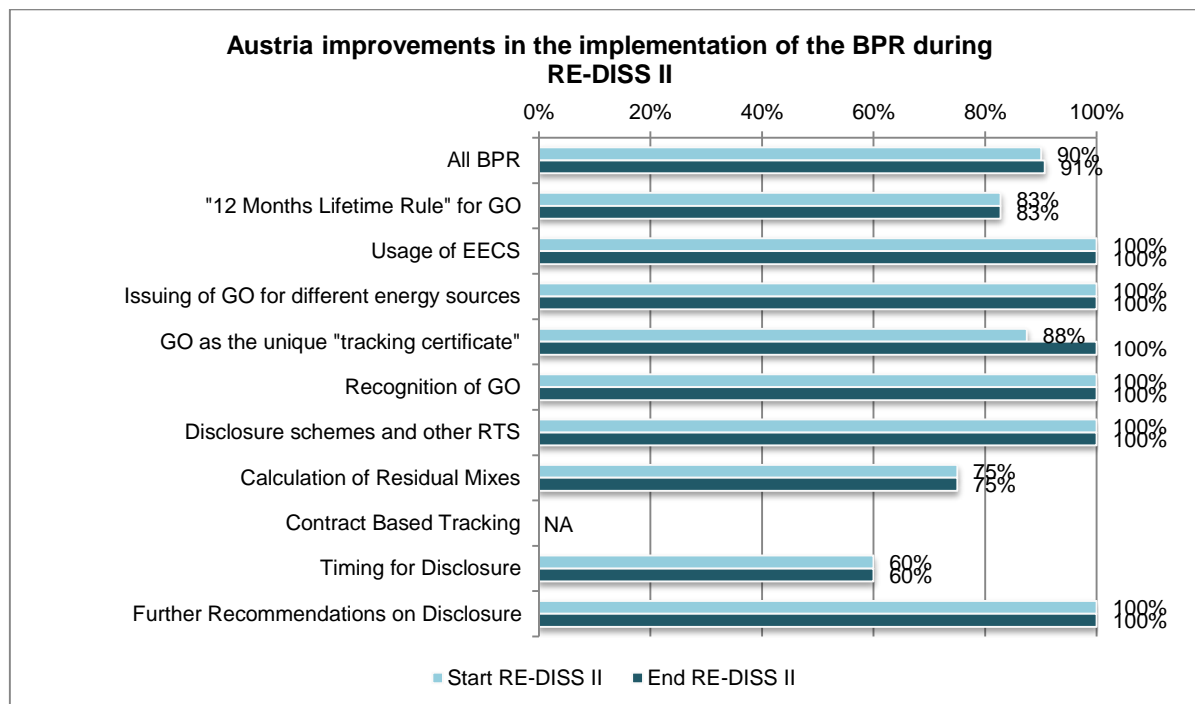 Austria improvements in the implementation of the BPR during
RE-DISS II
0% 20% 40% 60% 80% 100%
All BPR 90%
91%
"12 Months Lifetime Rule" for GO 83%
83%
Usage of EECS 100%
100%
Issuing of GO for different energy sources 100%
100%
GO as the unique "tracking certificate" 88%
100%
Recognition of GO 100%
100%
Disclosure schemes and other RTS 100%
100%
Calculation of Residual Mixes 75%
75%
Contract Based Tracking NA
Timing for Disclosure 60%
60%
Further Recommendations on Disclosure 100%
100%
Start RE-DISS II End RE-DISS II